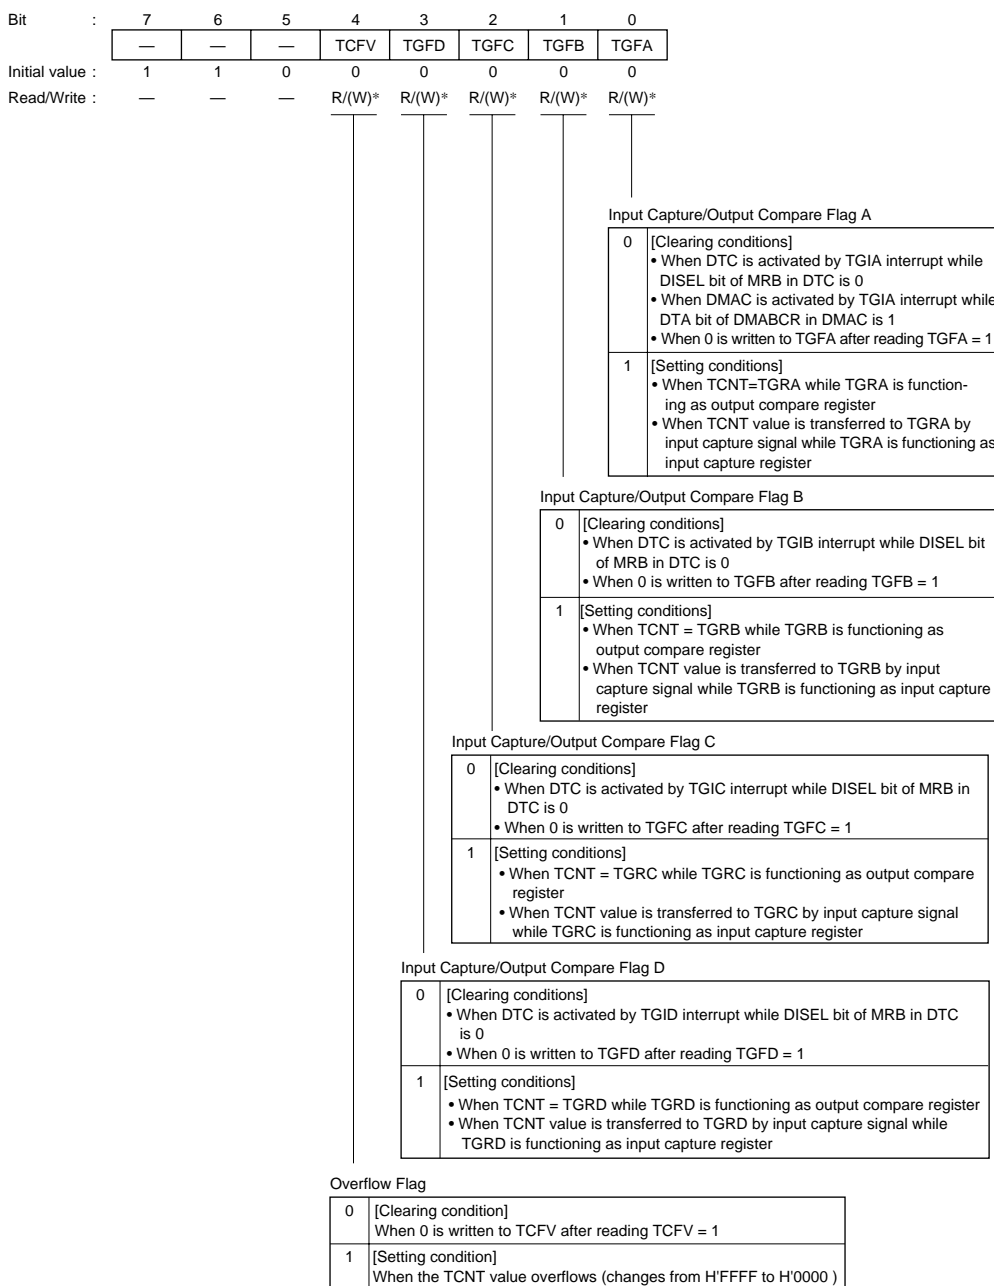 Bit : 7 6 5 4 3 2 1 0
— — — TCFV TGFD TGFC TGFB TGFA
Initial value : 1 1 0 0 0 0 0 0
Read/Write : — — — R/(W)* R/(W)* R/(W)* R/(W)* R/(W)*
Input Capture/Output Compare Flag A
0 [Clearing conditions]
• When DTC is activated by TGIA interrupt while
DISEL bit of MRB in DTC is 0
• When DMAC is activated by TGIA interrupt while
DTA bit of DMABCR in DMAC is 1
• When 0 is written to TGFA after reading TGFA = 1
1 [Setting conditions]
• When TCNT=TGRA while TGRA is function-
ing as output compare register
• When TCNT value is transferred to TGRA by
input capture signal while TGRA is functioning as
input capture register
Input Capture/Output Compare Flag B
0 [Clearing conditions]
• When DTC is activated by TGIB interrupt while DISEL bit
of MRB in DTC is 0
• When 0 is written to TGFB after reading TGFB = 1
1 [Setting conditions]
• When TCNT = TGRB while TGRB is functioning as
output compare register
• When TCNT value is transferred to TGRB by input
capture signal while TGRB is functioning as input capture
register
Input Capture/Output Compare Flag C
0 [Clearing conditions]
• When DTC is activated by TGIC interrupt while DISEL bit of MRB in
DTC is 0
• When 0 is written to TGFC after reading TGFC = 1
1 [Setting conditions]
• When TCNT = TGRC while TGRC is functioning as output compare
register
• When TCNT value is transferred to TGRC by input capture signal
while TGRC is functioning as input capture register
Input Capture/Output Compare Flag D
0 [Clearing conditions]
• When DTC is activated by TGID interrupt while DISEL bit of MRB in DTC
is 0
• When 0 is written to TGFD after reading TGFD = 1
1 [Setting conditions]
• When TCNT = TGRD while TGRD is functioning as output compare register
• When TCNT value is transferred to TGRD by input capture signal while
TGRD is functioning as input capture register
Overflow Flag
0 [Clearing condition]
When 0 is written to TCFV after reading TCFV = 1
1 [Setting condition]
When the TCNT value overflows (changes from H'FFFF to H'0000 )